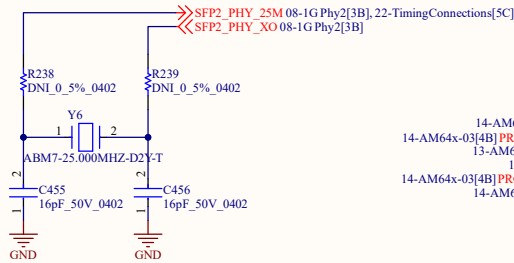 SFP2_PHY_25M 08-1G Phy2[3B], 22-TimingConnections[5C]
SFP2_PHY_XO 08-1G Phy2[3B]
R238
DNI_0_5%_0402
R239
DNI_0_5%_0402
Y6
1
2
ABM7-25.000MHZ-D2Y-T
2
C455
16pF_50V_0402
1
2
C456
16pF_50V_0402
1
GND
GND
14-AM6
14-AM64x-03[4B] PR
13-AM6
1
14-AM64x-03[4B] PR
14-AM6